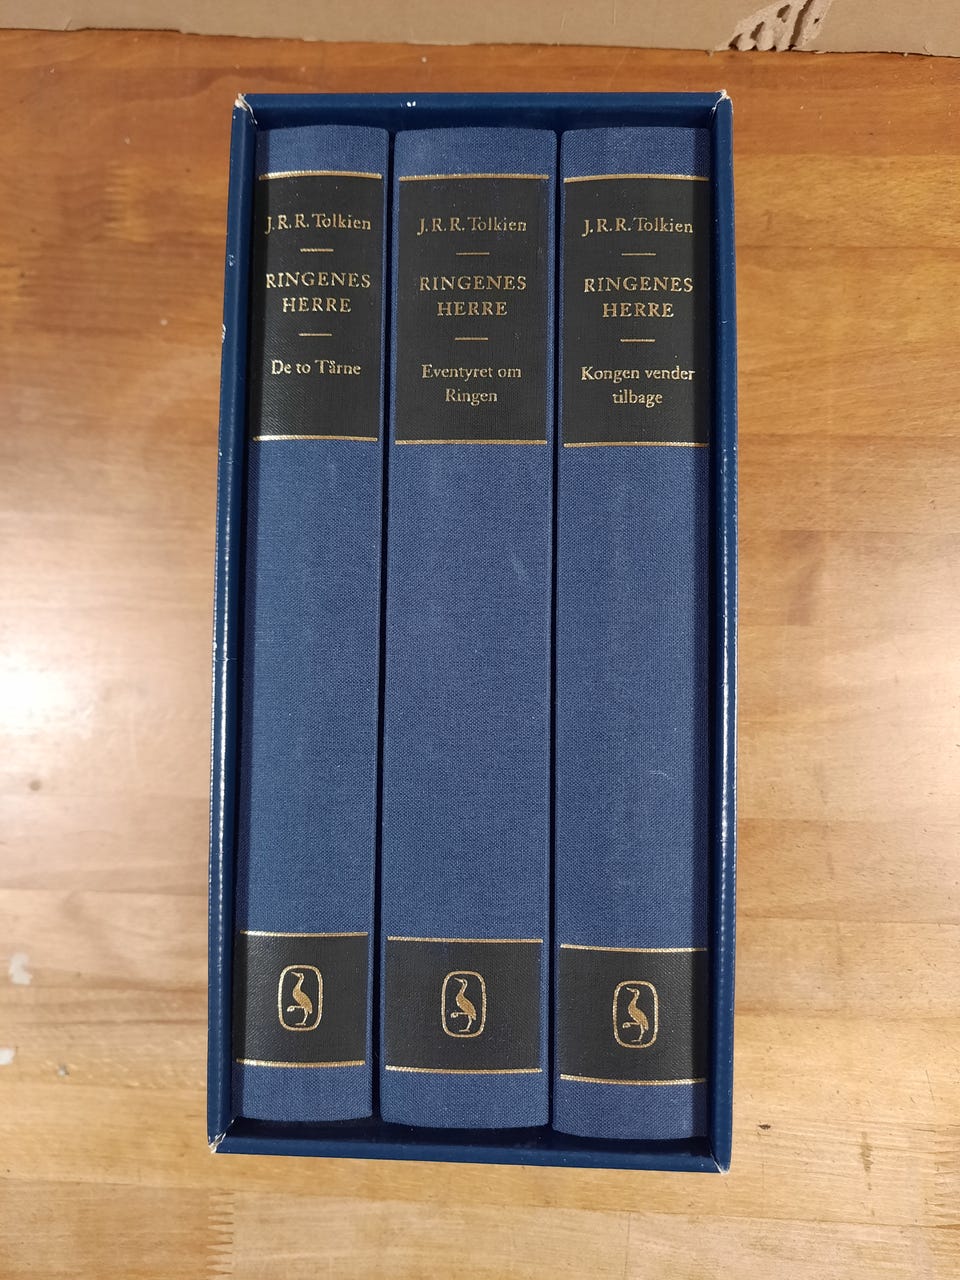 J.R.R. Tolkien
RINGENES
HERRE
De to Tårne
J.R.R. Tolkien
RINGENES
HERRE
Eventyret om
Ringen
J.R.R. Tolkien
RINGENES
HERRE
Kongen vender
tilbage